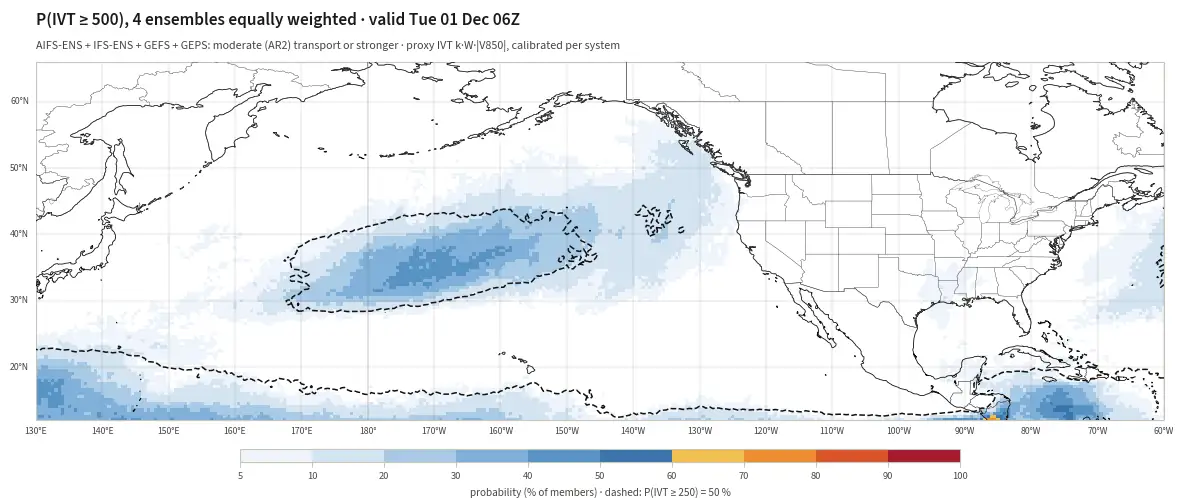 P(IVT ≥ 500), 4 ensembles equally weighted · valid Tue 01 Dec 06Z
AIFS-ENS + IFS-ENS + GEFS + GEPS: moderate (AR2) transport or stronger · proxy IVT k·W·|V850|, calibrated per system
60°N
50°N
40°N
30°N
20°N
130°E 140°E 150°E 160°E 170°E 180° 170°W 160°W 150°W 140°W 130°W 120°W 110°W 100°W 90°W 80°W 70°W 60°W
5 10 20 30 40 50 60 70 80 90 100
probability (% of members) · dashed: P(IVT ≥ 250) = 50 %